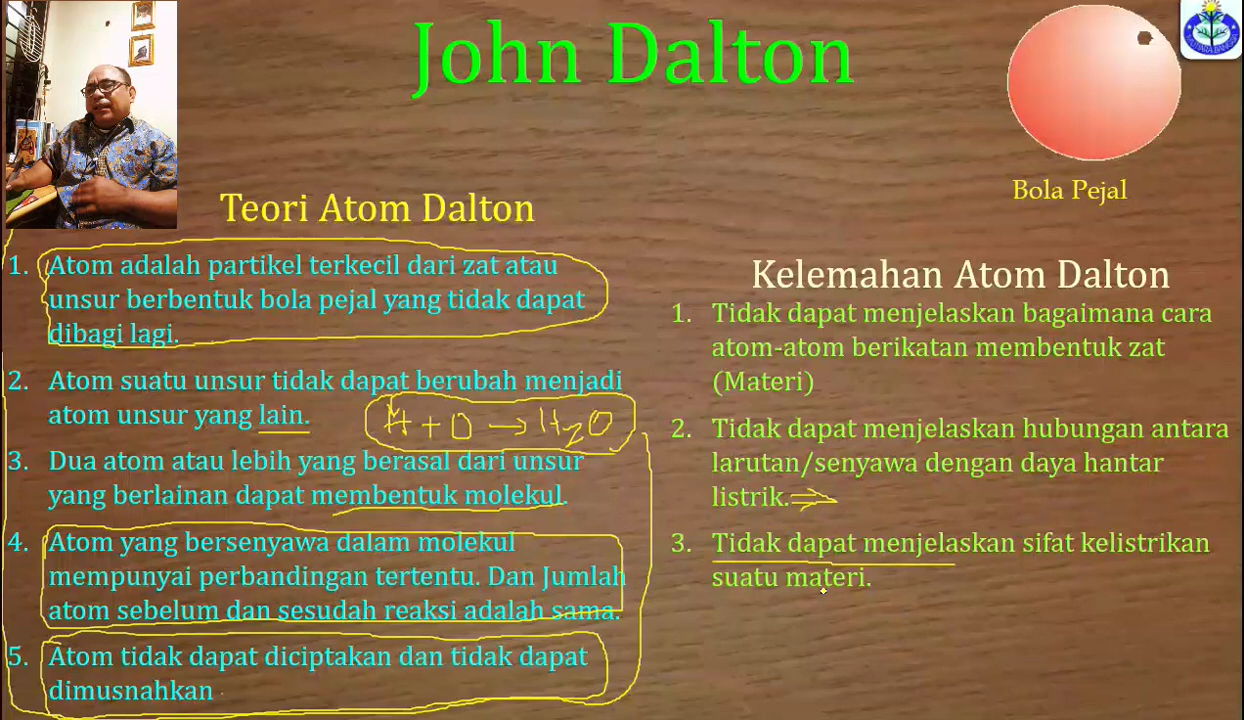 John Dalton
Bola Pejal
Teori Atom Dalton
1. Atom adalah partikel terkecil dari zat atau
unsur berbentuk bola pejal yang tidak dapat
dibagi lagi.
2. Atom suatu unsur tidak dapat berubah menjadi
atom unsur yang lain.
H + O → H2O
3. Dua atom atau lebih yang berasal dari unsur
yang berlainan dapat membentuk molekul.
4. Atom yang bersenyawa dalam molekul
mempunyai perbandingan tertentu. Dan Jumlah
atom sebelum dan sesudah reaksi adalah sama.
5. Atom tidak dapat diciptakan dan tidak dapat
dimusnahkan
Kelemahan Atom Dalton
1. Tidak dapat menjelaskan bagaimana cara
atom-atom berikatan membentuk zat
(Materi)
2. Tidak dapat menjelaskan hubungan antara
larutan/senyawa dengan daya hantar
listrik. ⇒
3. Tidak dapat menjelaskan sifat kelistrikan
suatu materi.